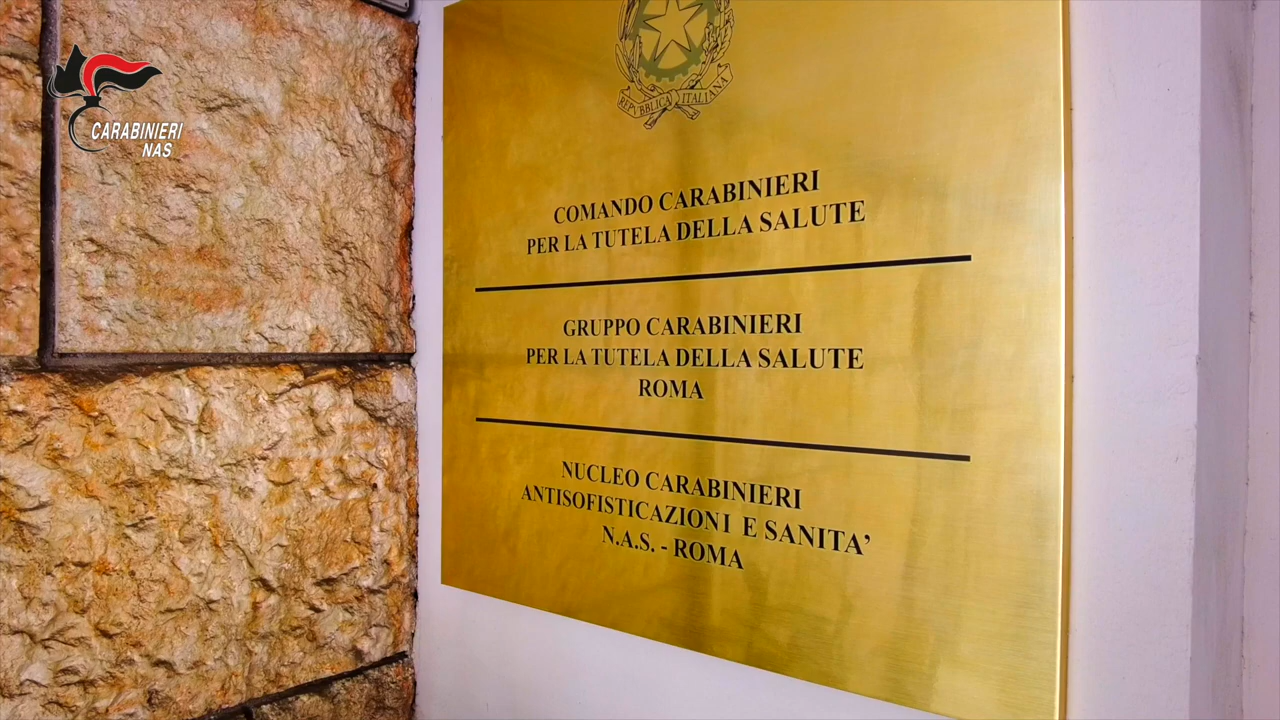 CARABINIERI
NAS
REPVBBLICA ITALIANA
COMANDO CARABINIERI
PER LA TUTELA DELLA SALUTE
GRUPPO CARABINIERI
PER LA TUTELA DELLA SALUTE
ROMA
NUCLEO CARABINIERI
ANTISOFISTICAZIONI E SANITA'
N.A.S. - ROMA